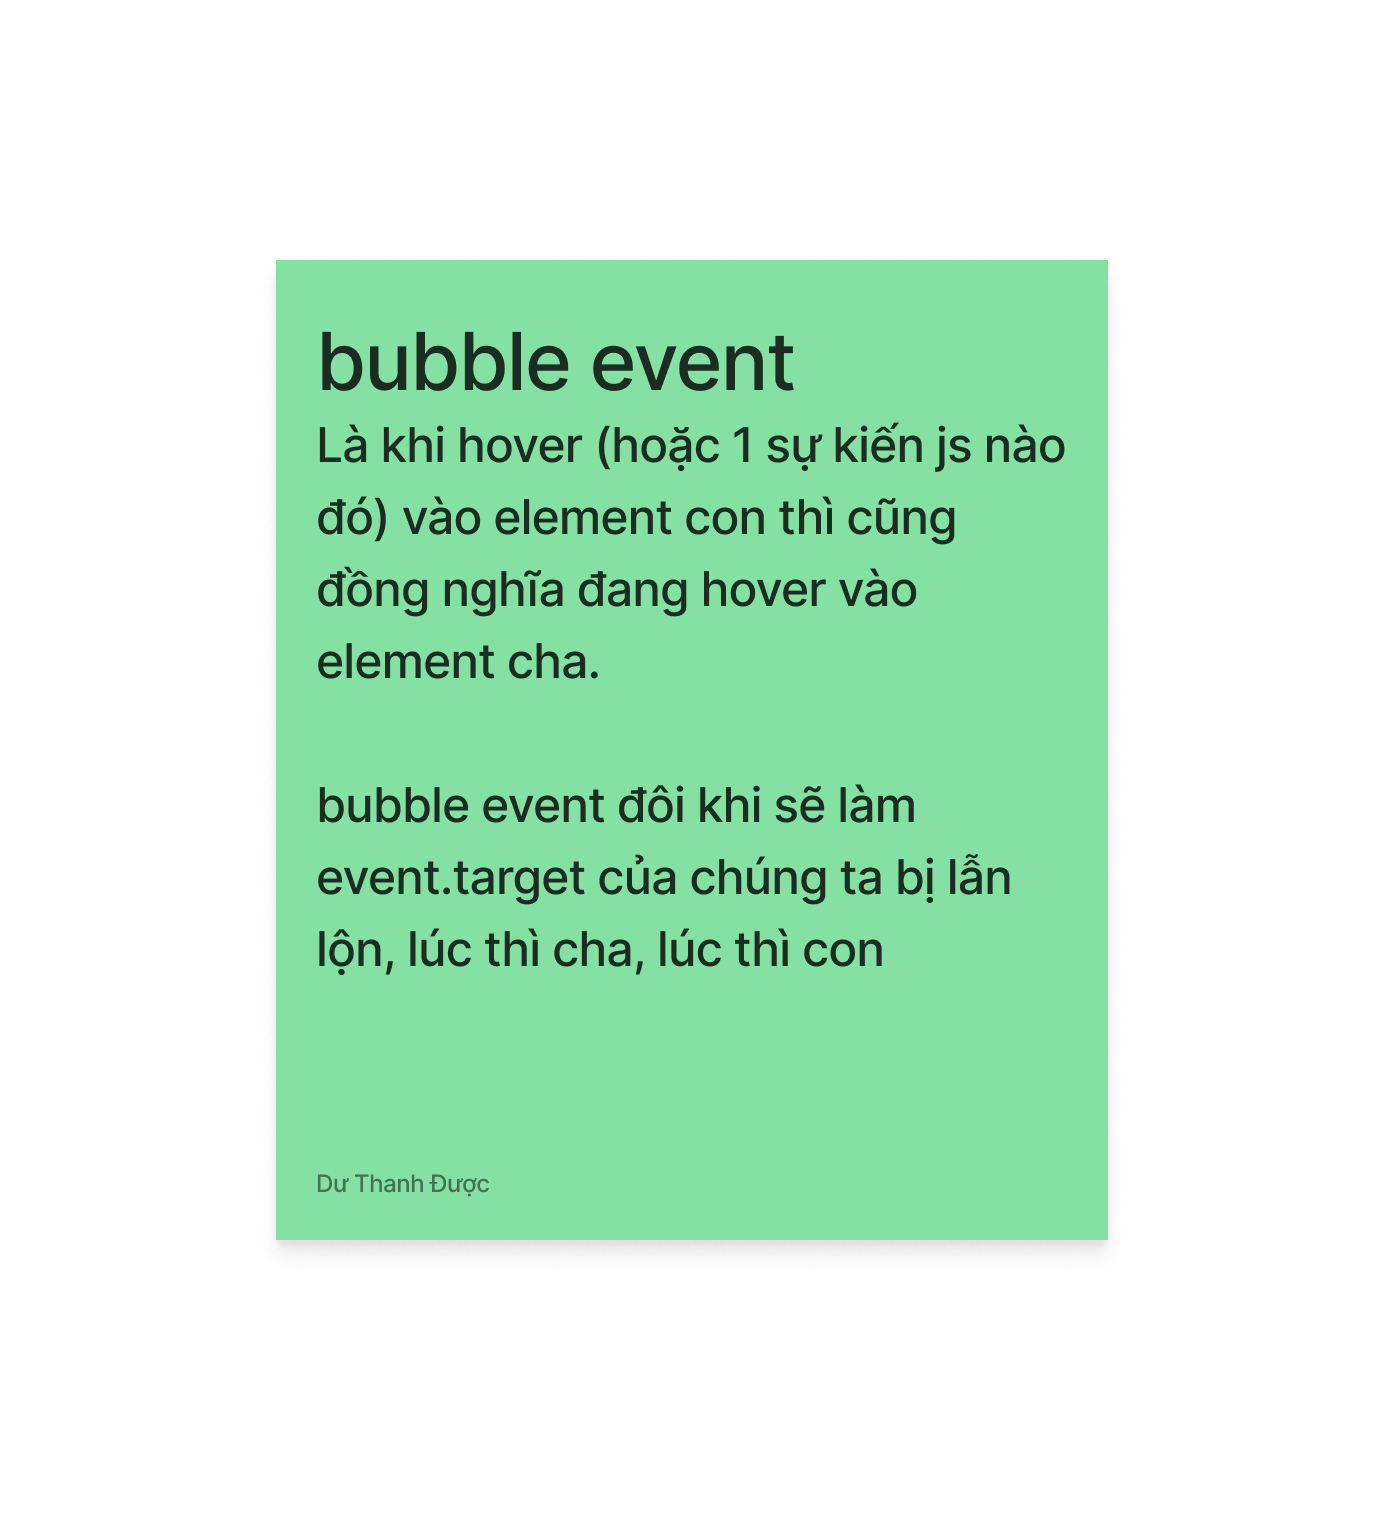 bubble event
Là khi hover (hoặc 1 sự kiến js nào
đó) vào element con thì cũng
đồng nghĩa đang hover vào
element cha.
bubble event đôi khi sẽ làm
event.target của chúng ta bị lẫn
lộn, lúc thì cha, lúc thì con
Dư Thanh Được